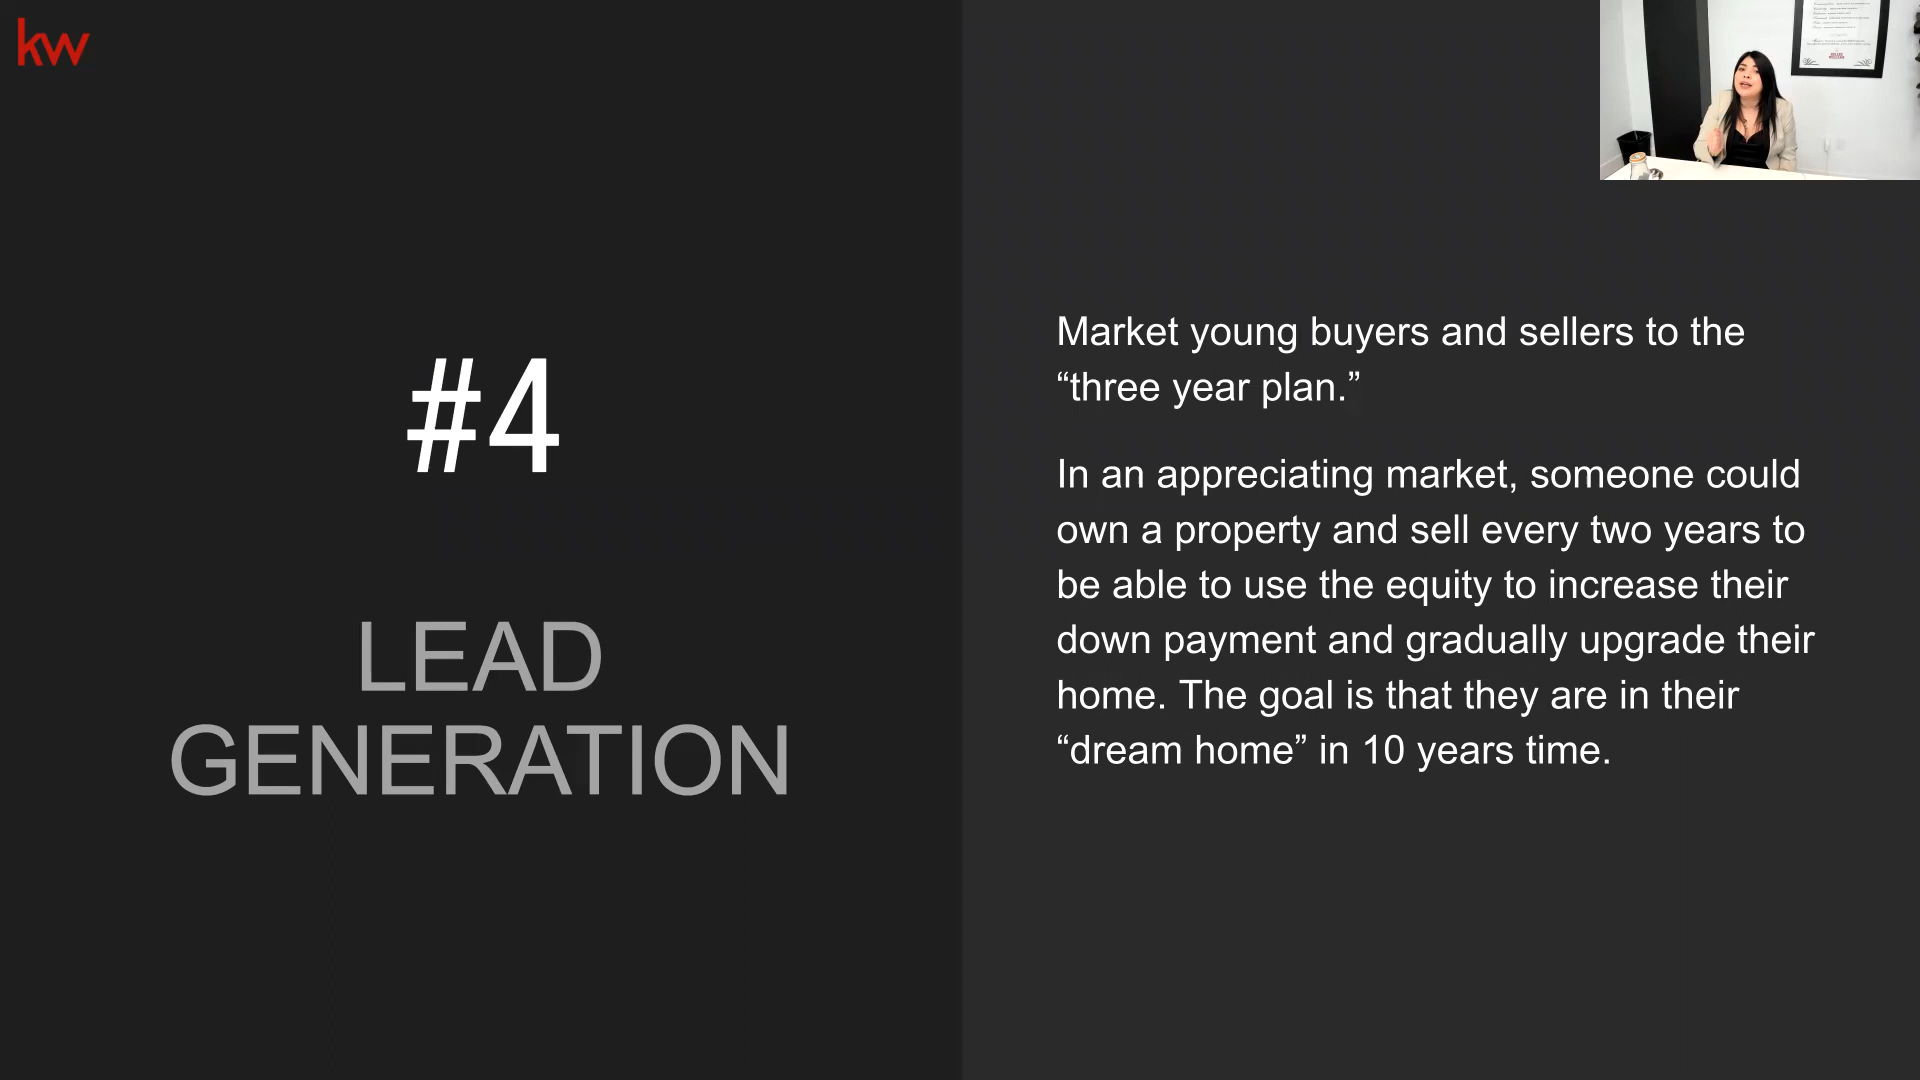 kw
#4
LEAD
GENERATION
Market young buyers and sellers to the
“three year plan.”
In an appreciating market, someone could
own a property and sell every two years to
be able to use the equity to increase their
down payment and gradually upgrade their
home. The goal is that they are in their
“dream home” in 10 years time.